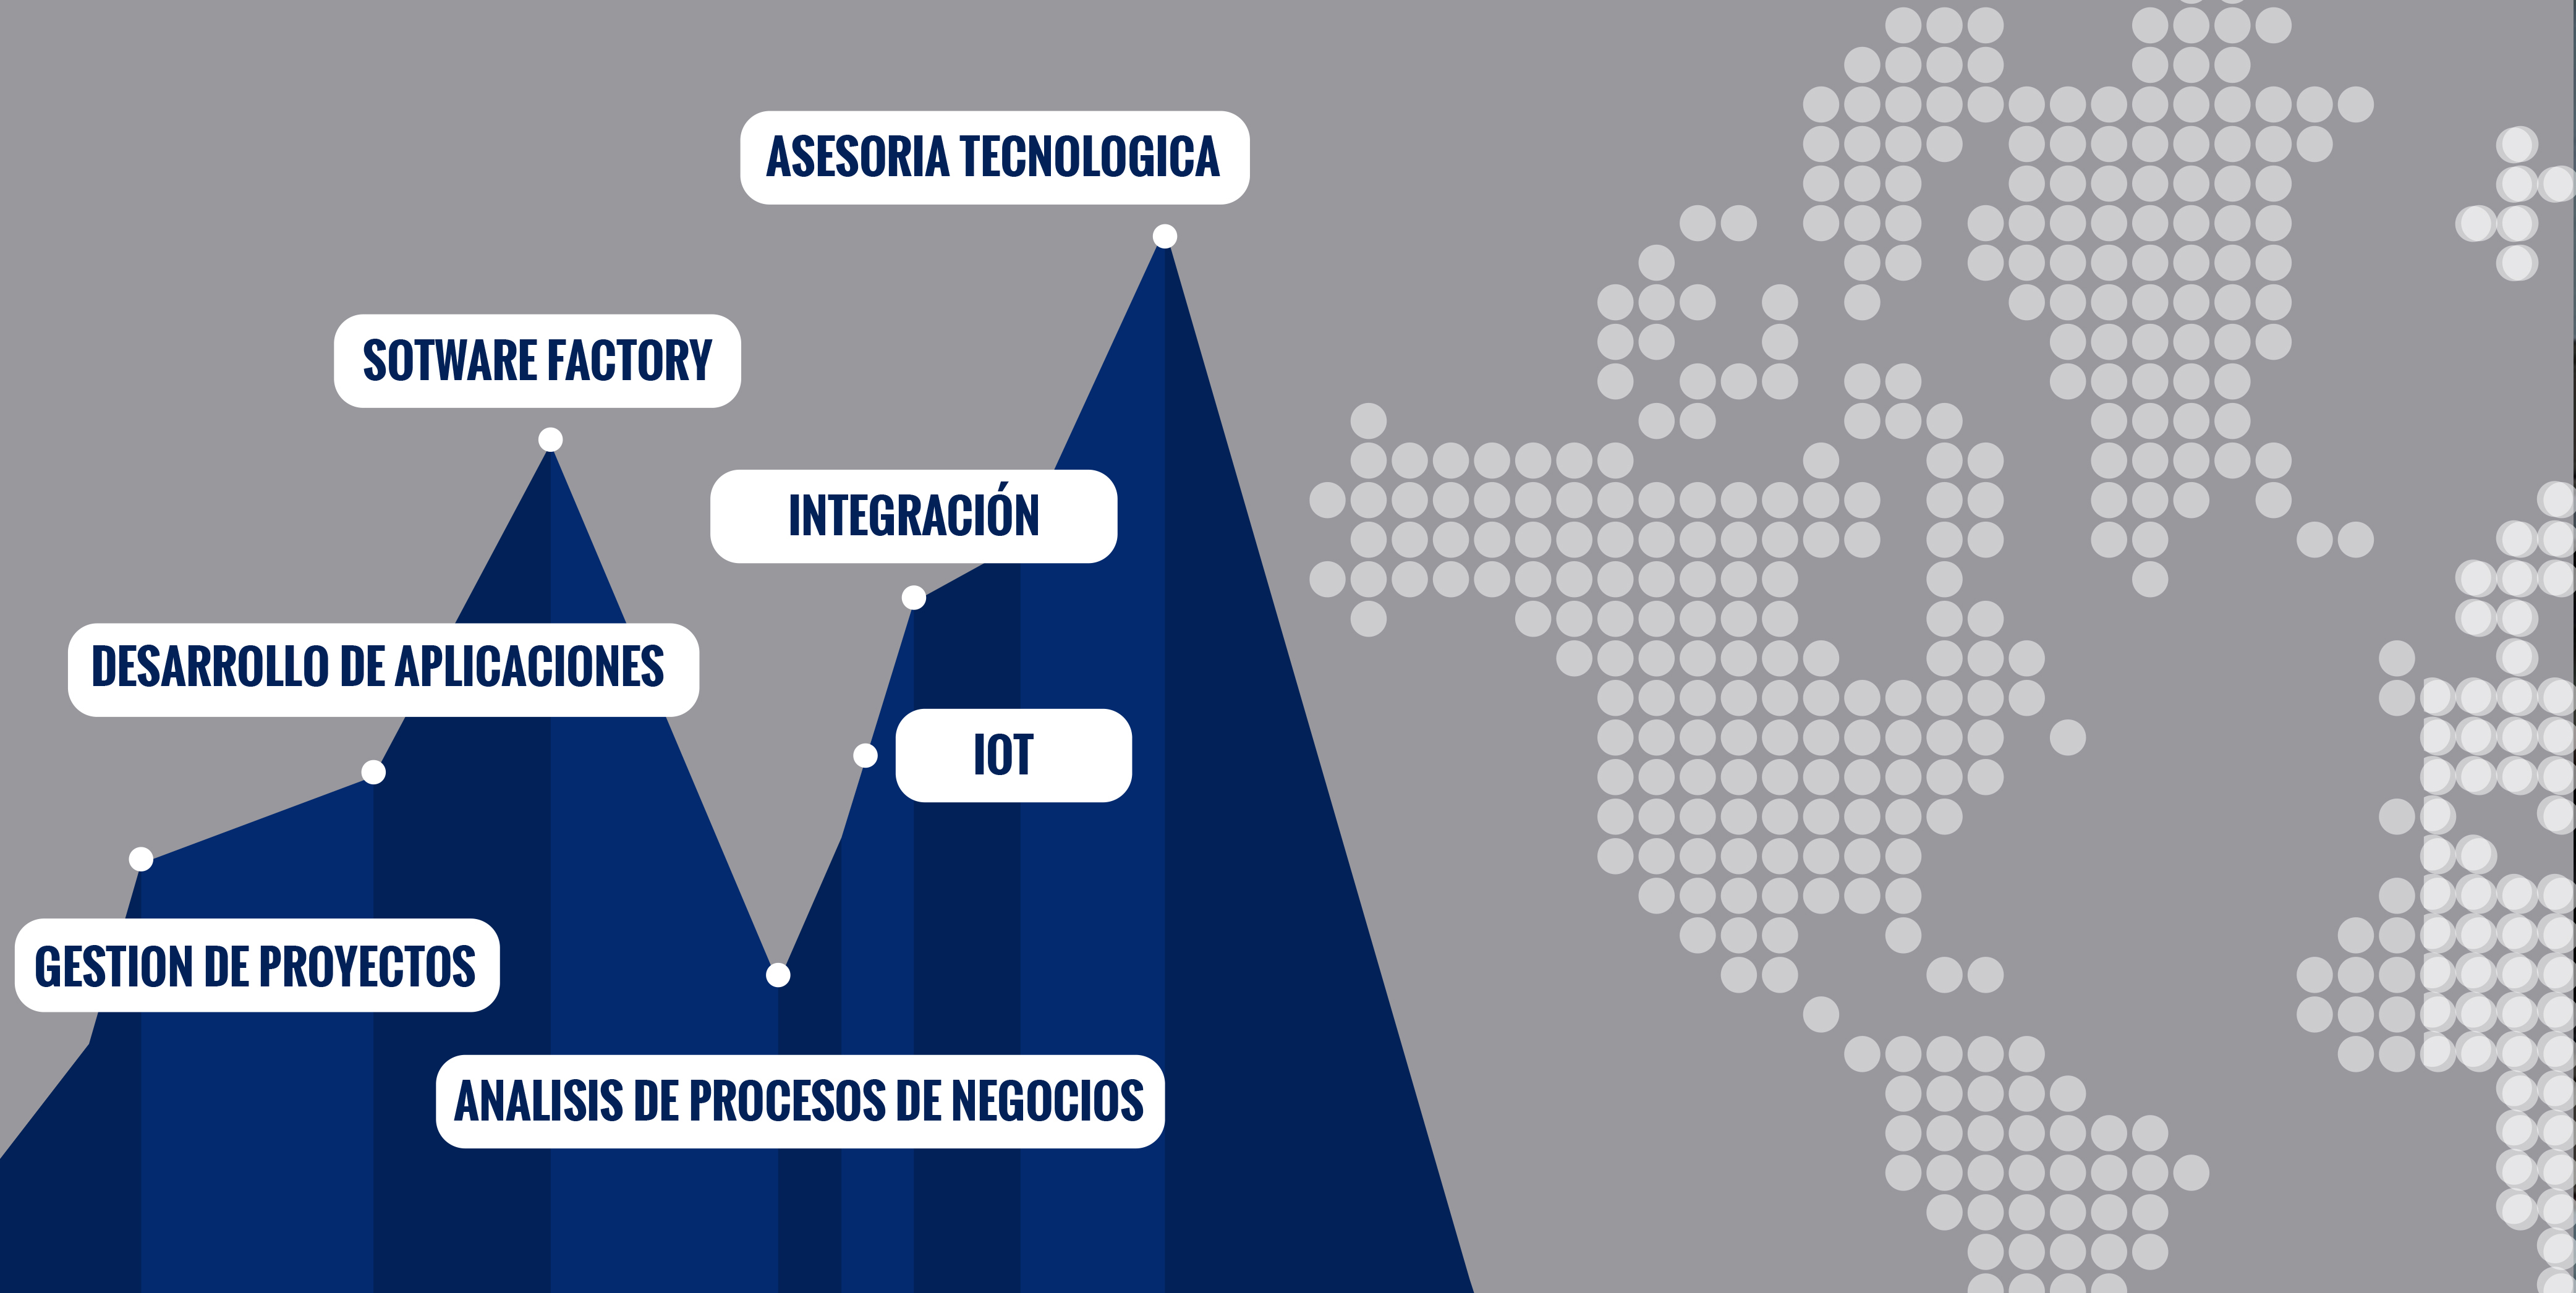 ASESORIA TECNOLOGICA
SOTWARE FACTORY
INTEGRACIÓN
DESARROLLO DE APLICACIONES
IOT
GESTION DE PROYECTOS
ANALISIS DE PROCESOS DE NEGOCIOS